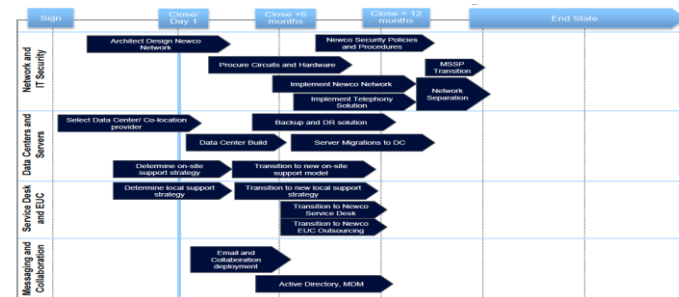 Sign
Close/
Day 1
Close +6
months
Close + 12
months
End State
Network and
IT Security
Architect Design Newco
Network
Newco Security Policies
and Procedures
Procure Circuits and Hardware
MSSP
Transition
Implement Newco Network
Network
Separation
Implement Telephony
Solution
Data Centers and
Servers
Select Data Center/ Co-location
provider
Backup and DR solution
Data Center Build
Server Migrations to DC
Determine on-site
support strategy
Transition to new on-site
support model
Service Desk
and EUC
Determine local support
strategy
Transition to new local support
strategy
Transition to Newco
Service Desk
Transition to Newco
EUC Outsourcing
Messaging and
Collaboration
Email and
Collaboration
deployment
Active Directory, MDM